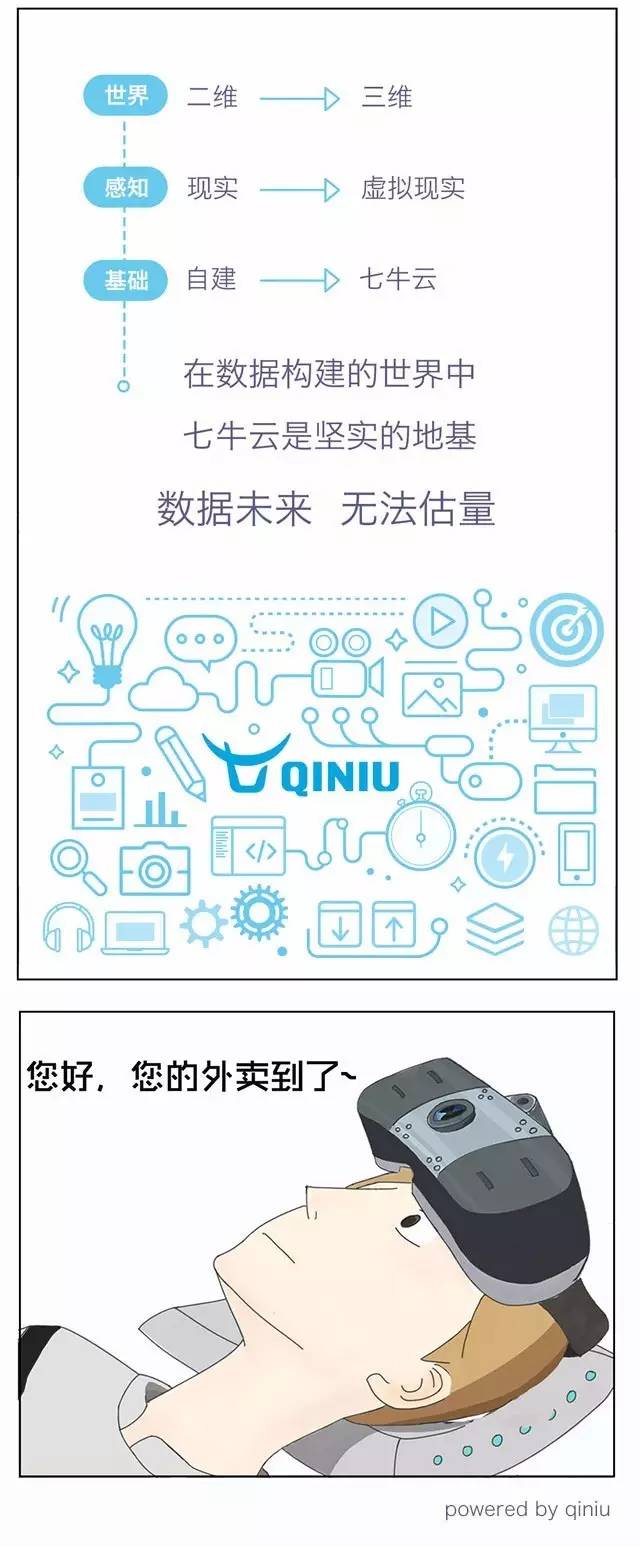 世界 二维 三维
感知 现实 虚拟现实
基础 自建 七牛云
在数据构建的世界中
七牛云是坚实的地基
数据未来 无法估量
QINIU
</>
您好，您的外卖到了~
powered by qiniu